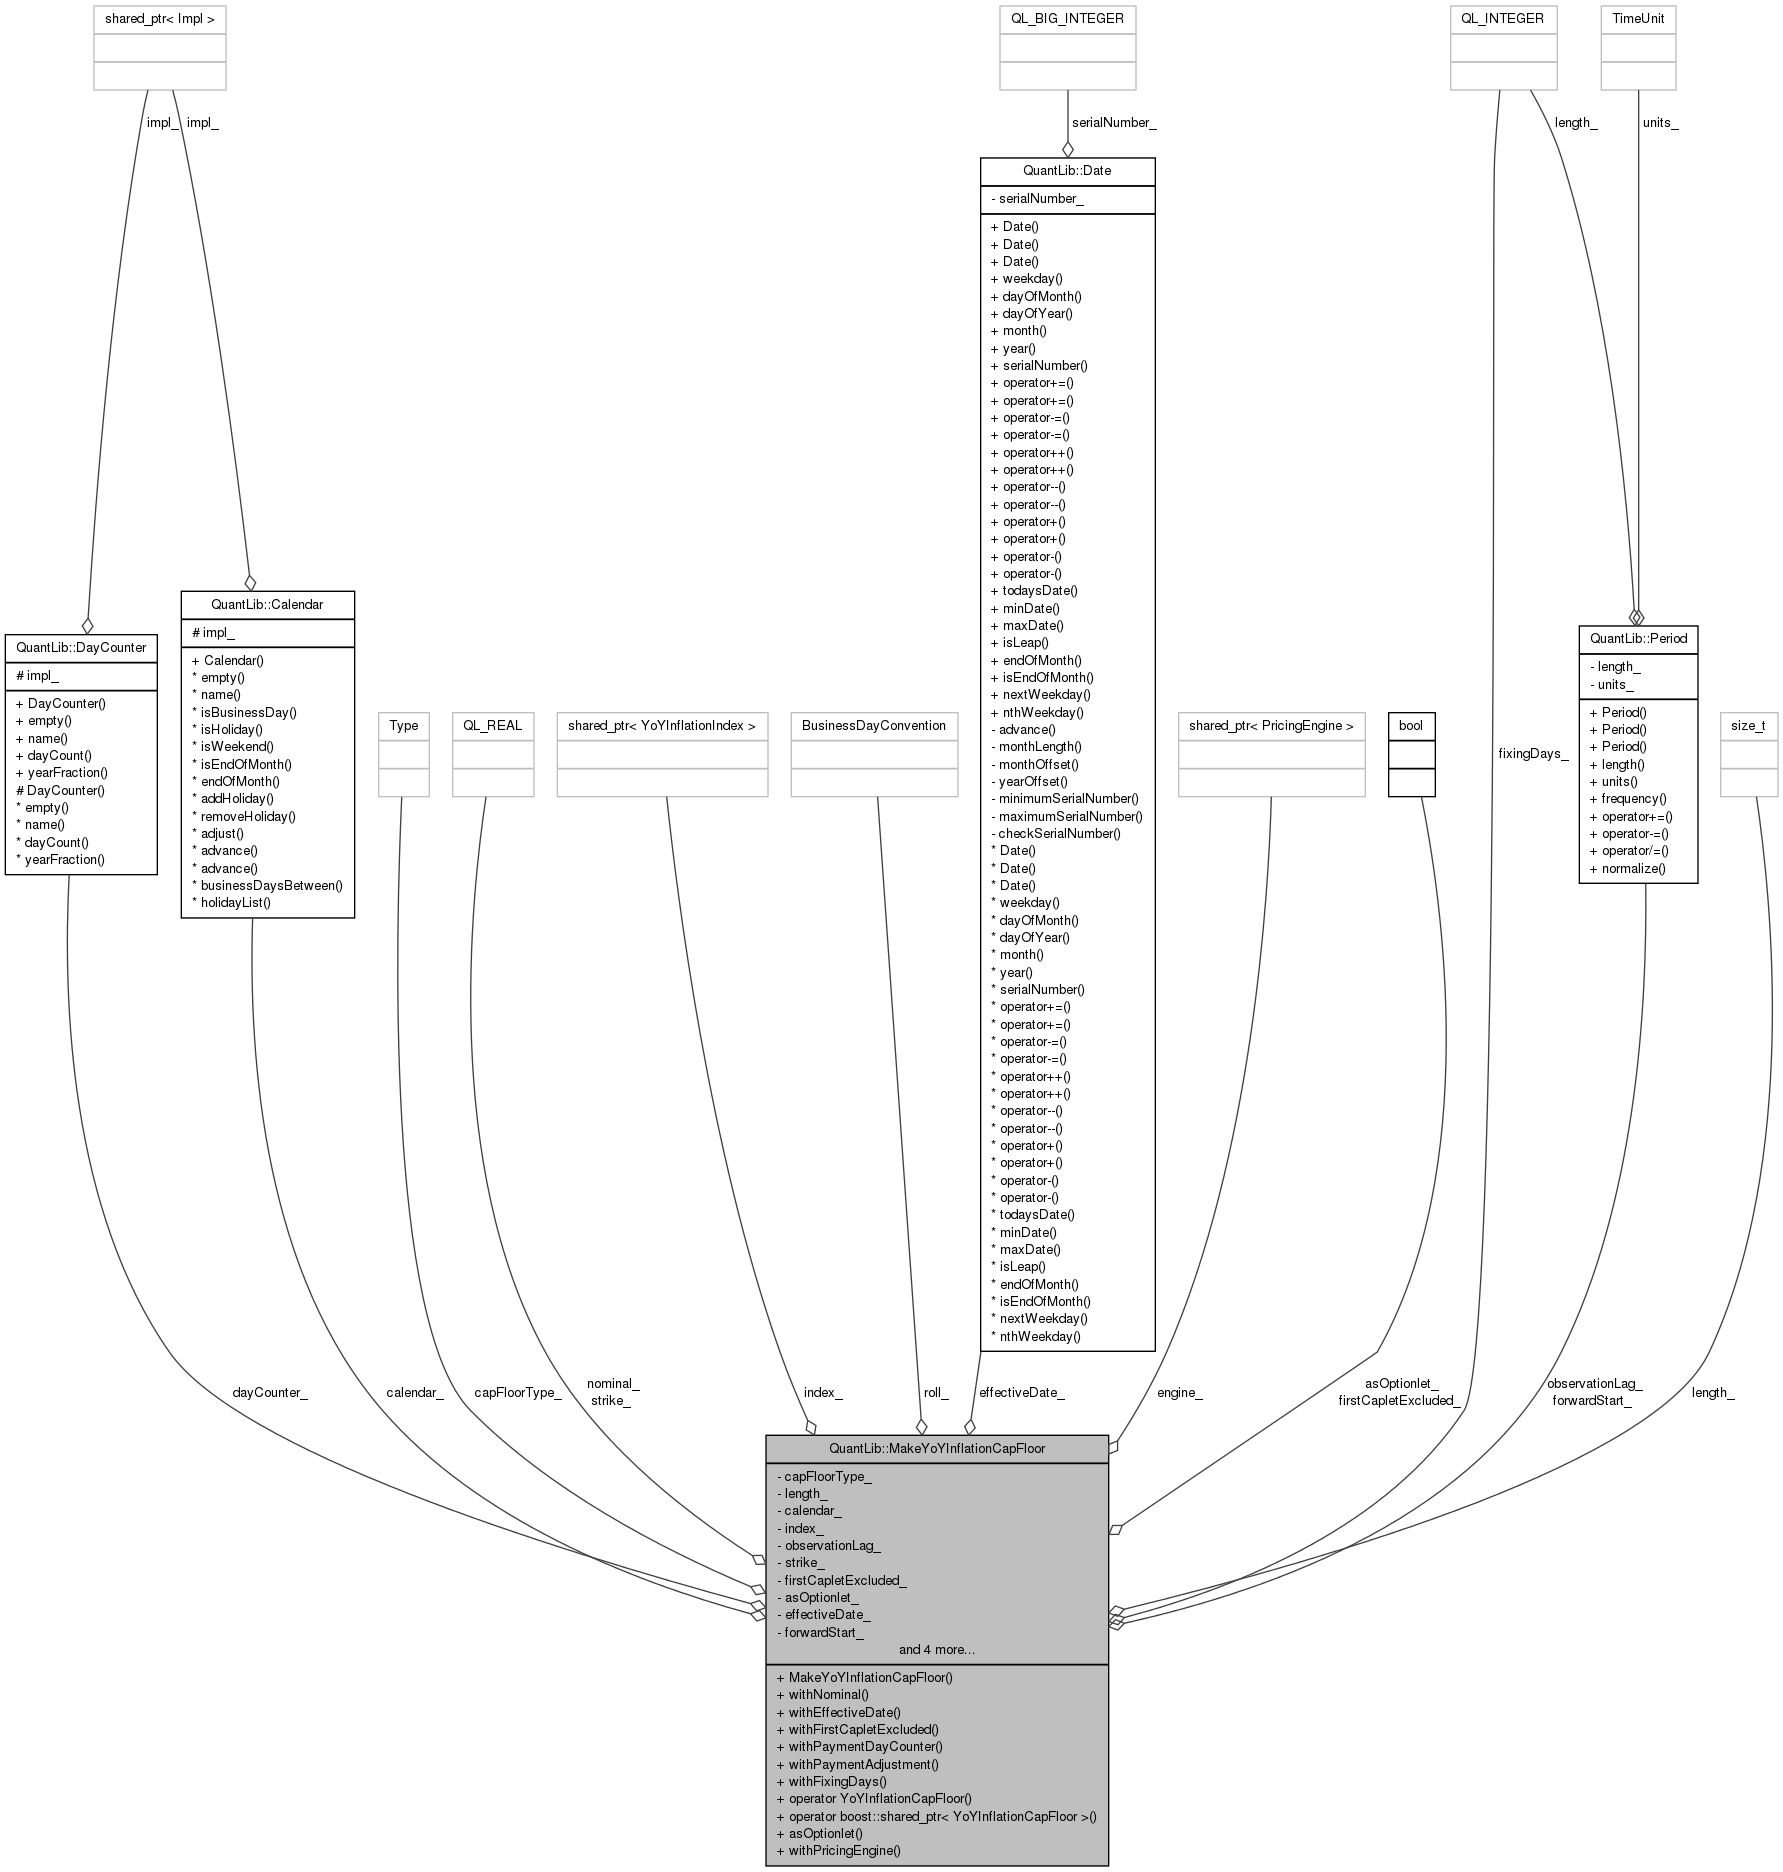 shared_ptr< Impl >
QL_BIG_INTEGER
QL_INTEGER
TimeUnit
impl_
impl_
serialNumber_
length_
units_
QuantLib::Date
- serialNumber_
+ Date()
+ Date()
+ Date()
+ weekday()
+ dayOfMonth()
+ dayOfYear()
+ month()
+ year()
+ serialNumber()
+ operator+=()
+ operator+=()
+ operator-=()
+ operator-=()
+ operator++()
+ operator++()
+ operator--()
+ operator--()
+ operator+()
+ operator+()
+ operator-()
+ operator-()
+ todaysDate()
+ minDate()
+ maxDate()
+ isLeap()
+ endOfMonth()
+ isEndOfMonth()
+ nextWeekday()
+ nthWeekday()
- advance()
- monthLength()
- monthOffset()
- yearOffset()
- minimumSerialNumber()
- maximumSerialNumber()
- checkSerialNumber()
* Date()
* Date()
* Date()
* weekday()
* dayOfMonth()
* dayOfYear()
* month()
* year()
* serialNumber()
* operator+=()
* operator+=()
* operator-=()
* operator-=()
* operator++()
* operator++()
* operator--()
* operator--()
* operator+()
* operator+()
* operator-()
* operator-()
* todaysDate()
* minDate()
* maxDate()
* isLeap()
* endOfMonth()
* isEndOfMonth()
* nextWeekday()
* nthWeekday()
QuantLib::DayCounter
# impl_
+ DayCounter()
+ empty()
+ name()
+ dayCount()
+ yearFraction()
# DayCounter()
* empty()
* name()
* dayCount()
* yearFraction()
QuantLib::Calendar
# impl_
+ Calendar()
* empty()
* name()
* isBusinessDay()
* isHoliday()
* isWeekend()
* isEndOfMonth()
* endOfMonth()
* addHoliday()
* removeHoliday()
* adjust()
* advance()
* advance()
* businessDaysBetween()
* holidayList()
Type
QL_REAL
shared_ptr< YoYInflationIndex >
BusinessDayConvention
shared_ptr< PricingEngine >
bool
fixingDays_
QuantLib::Period
- length_
- units_
+ Period()
+ Period()
+ Period()
+ length()
+ units()
+ frequency()
+ operator+=()
+ operator-=()
+ operator/=()
+ normalize()
size_t
dayCounter_
calendar_
capFloorType_
nominal_
strike_
index_
roll_
effectiveDate_
engine_
asOptionlet_
firstCapletExcluded_
observationLag_
forwardStart_
length_
QuantLib::MakeYoYInflationCapFloor
- capFloorType_
- length_
- calendar_
- index_
- observationLag_
- strike_
- firstCapletExcluded_
- asOptionlet_
- effectiveDate_
- forwardStart_
and 4 more...
+ MakeYoYInflationCapFloor()
+ withNominal()
+ withEffectiveDate()
+ withFirstCapletExcluded()
+ withPaymentDayCounter()
+ withPaymentAdjustment()
+ withFixingDays()
+ operator YoYInflationCapFloor()
+ operator boost::shared_ptr< YoYInflationCapFloor >()
+ asOptionlet()
+ withPricingEngine()